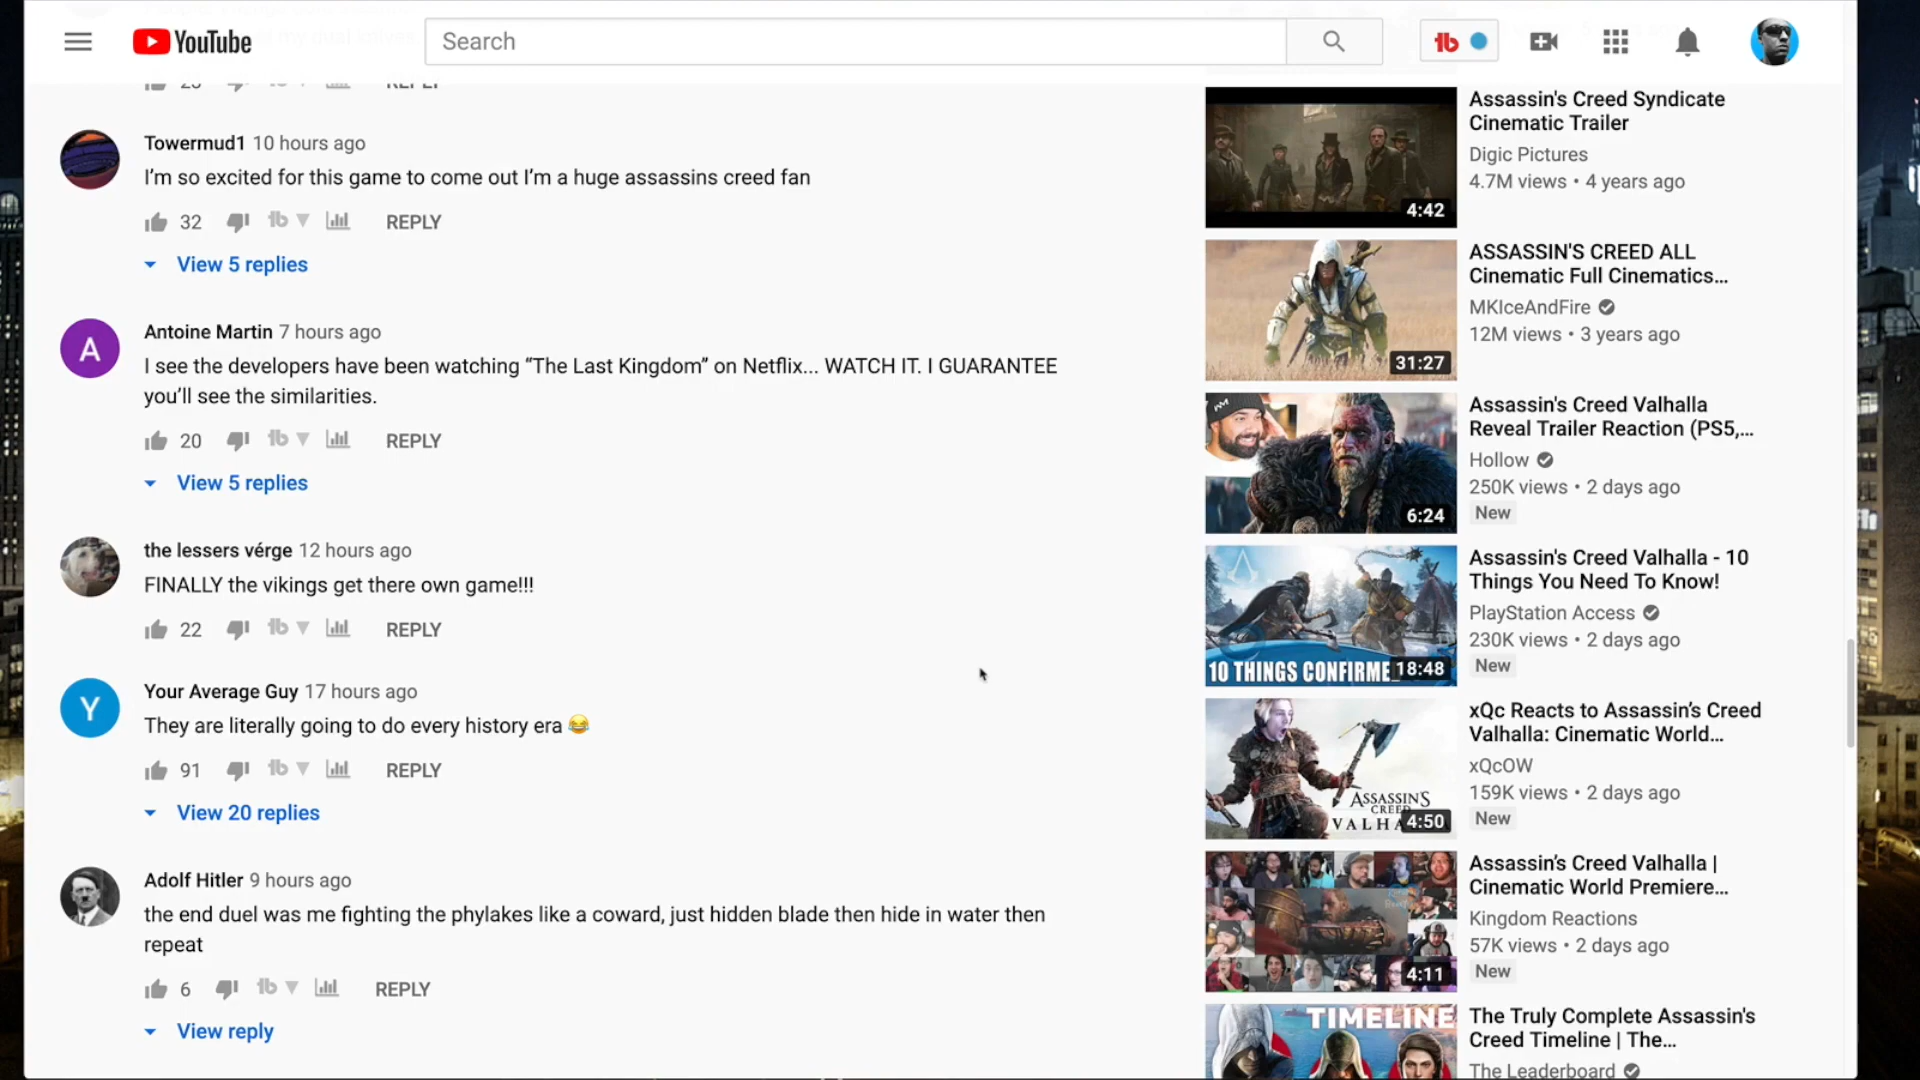 YouTube
Search
REPLY
Towermud1 10 hours ago
I’m so excited for this game to come out I’m a huge assassins creed fan
32 REPLY
View 5 replies
A
Antoine Martin 7 hours ago
I see the developers have been watching “The Last Kingdom” on Netflix... WATCH IT. I GUARANTEE
you’ll see the similarities.
20 REPLY
View 5 replies
the lessers vérge 12 hours ago
FINALLY the vikings get there own game!!!
22 REPLY
Y
Your Average Guy 17 hours ago
They are literally going to do every history era 😂
91 REPLY
View 20 replies
Adolf Hitler 9 hours ago
the end duel was me fighting the phylakes like a coward, just hidden blade then hide in water then
repeat
6 REPLY
View reply
4:42
Assassin's Creed Syndicate
Cinematic Trailer
Digic Pictures
4.7M views • 4 years ago
31:27
ASSASSIN'S CREED ALL
Cinematic Full Cinematics...
MKIceAndFire
12M views • 3 years ago
6:24
Assassin's Creed Valhalla
Reveal Trailer Reaction (PS5,...
Hollow
250K views • 2 days ago
New
10 THINGS CONFIRME
18:48
Assassin's Creed Valhalla - 10
Things You Need To Know!
PlayStation Access
230K views • 2 days ago
New
ASSASSIN'S
CREED
VALHA
4:50
xQc Reacts to Assassin’s Creed
Valhalla: Cinematic World...
xQcOW
159K views • 2 days ago
New
4:11
Assassin’s Creed Valhalla |
Cinematic World Premiere...
Kingdom Reactions
57K views • 2 days ago
New
TIMELINE
The Truly Complete Assassin's
Creed Timeline | The...
The Leaderboard